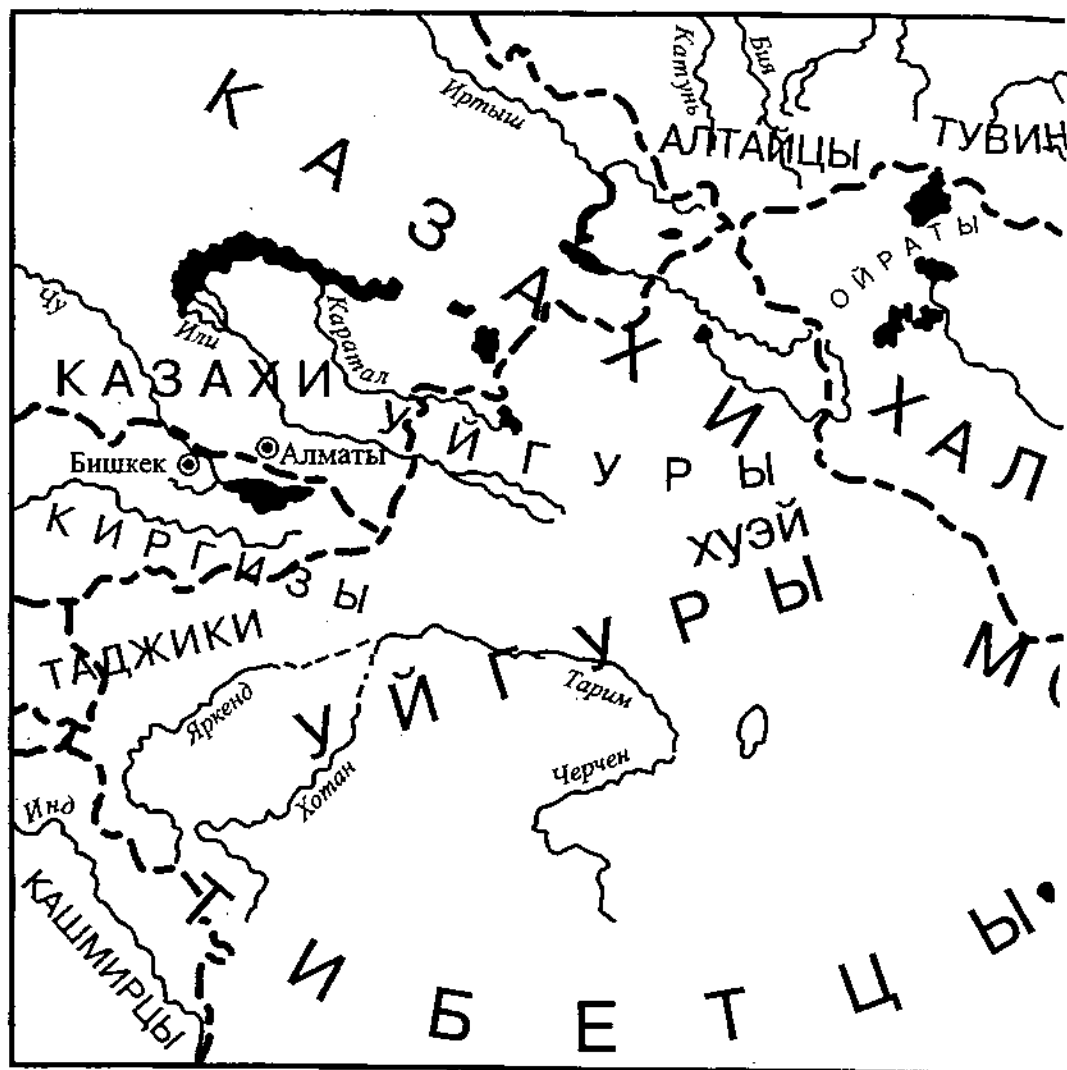 Катунь
Бия
Иртыш
КАЗАХИ
АЛТАЙЦЫ
ТУВИН
ОЙРАТЫ
Чу
Или
Каратал
КАЗАХИ
УЙГУРЫ
ХАЛ
Бишкек
Алматы
ХУЭЙ
КИРГИЗЫ
ТАДЖИКИ
УЙГУРЫ
МО
Яркенд
Тарим
Хотан
Черчен
Инд
КАШМИРЦЫ
ТИБЕТЦЫ